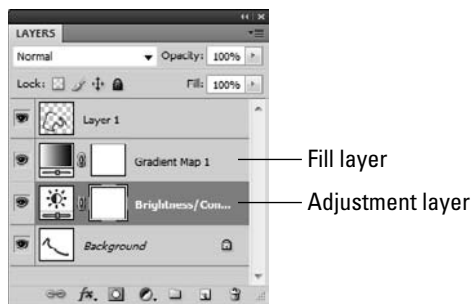 LAYERS
Normal Opacity: 100%
Lock: Fill: 100%
Layer 1
Gradient Map 1 Fill layer
Brightness/Con... Adjustment layer
Background
fx.